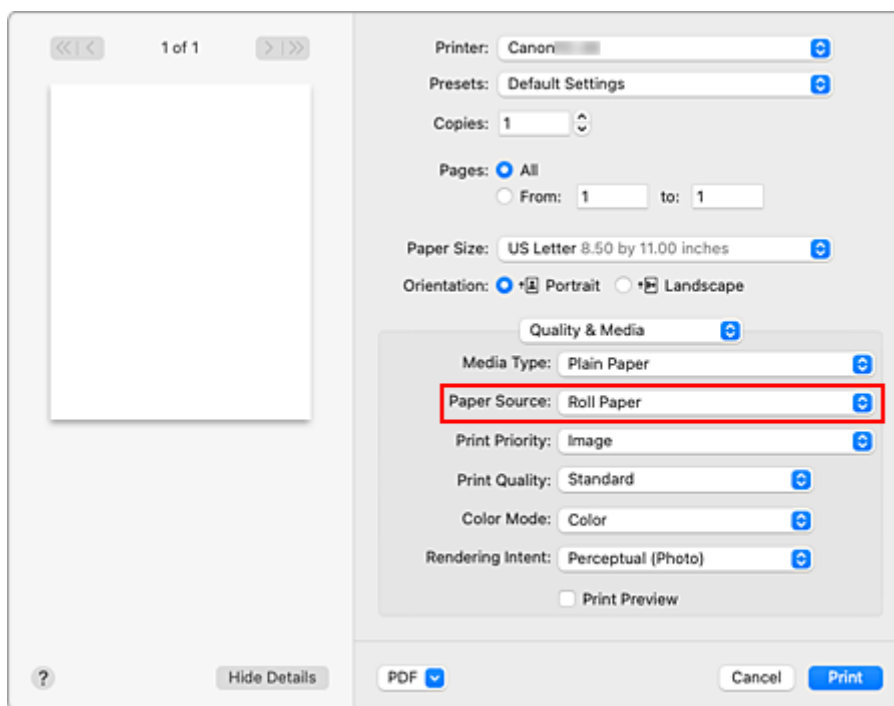 1 of 1
Printer: Canon
Presets: Default Settings
Copies: 1
Pages: All
From: 1 to: 1
Paper Size: US Letter 8.50 by 11.00 inches
Orientation: Portrait Landscape
Quality & Media
Media Type: Plain Paper
Paper Source: Roll Paper
Print Priority: Image
Print Quality: Standard
Color Mode: Color
Rendering Intent: Perceptual (Photo)
Print Preview
? Hide Details PDF Cancel Print